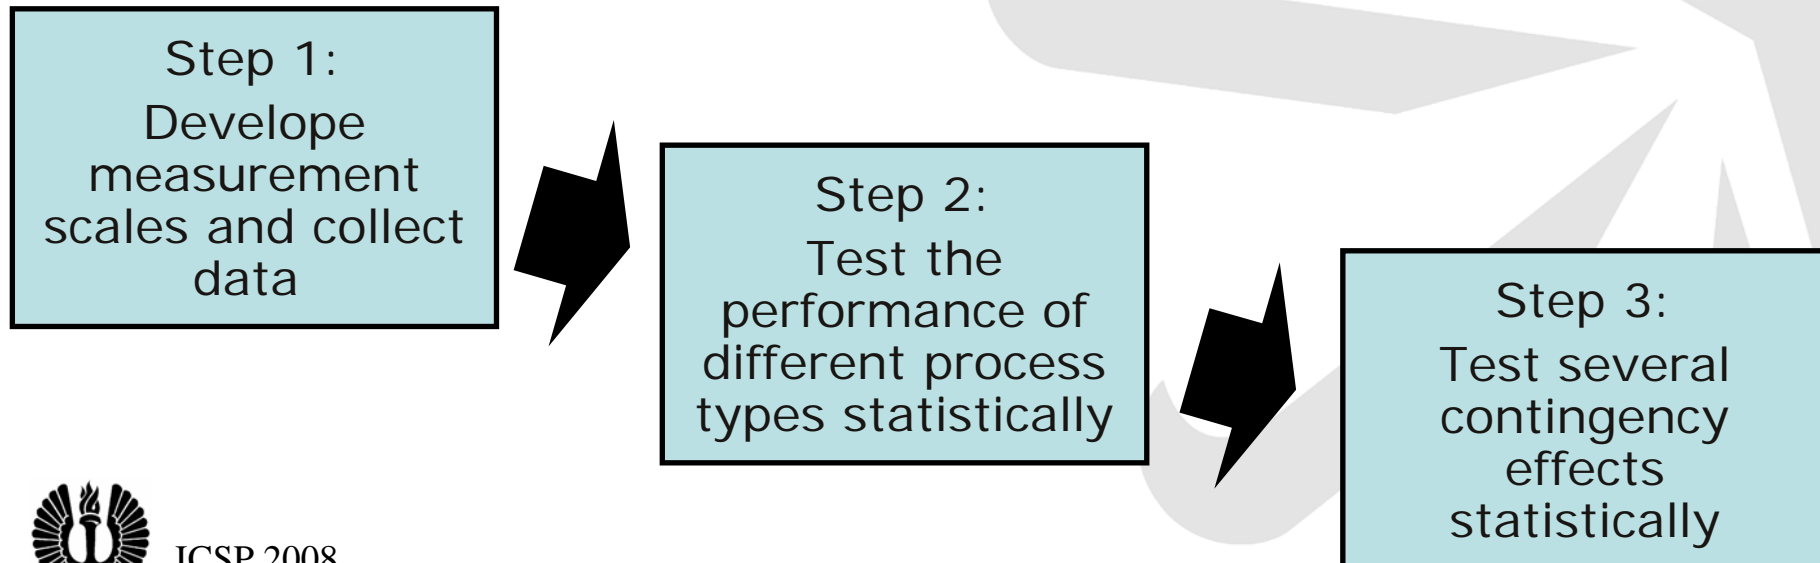 Step 1:
Develope
measurement
scales and collect
data
Step 2:
Test the
performance of
different process
types statistically
Step 3:
Test several
contingency
effects
statistically
ICSP 2008